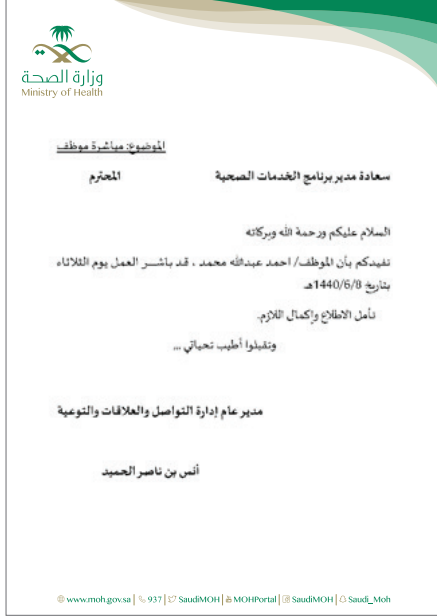 وزارة الصحة
Ministry of Health
الموضوع: مباشرة موظف
سعادة مدير برنامج الخدمات الصحية المحترم
السلام عليكم ورحمة الله وبركاته
نفيدكم بأن الموظف/ احمد عبدالله محمد ، قد باشر العمل يوم الثلاثاء
بتاريخ 1440/6/8هـ
نأمل الاطلاع وإكمال اللازم.
وتقبلوا أطيب تحياتي ,,,
مدير عام إدارة التواصل والعلاقات والتوعية
أنس بن ناصر الحميد
www.moh.gov.sa | 937 | SaudiMOH | MOHPortal | SaudiMOH | Saudi_Moh